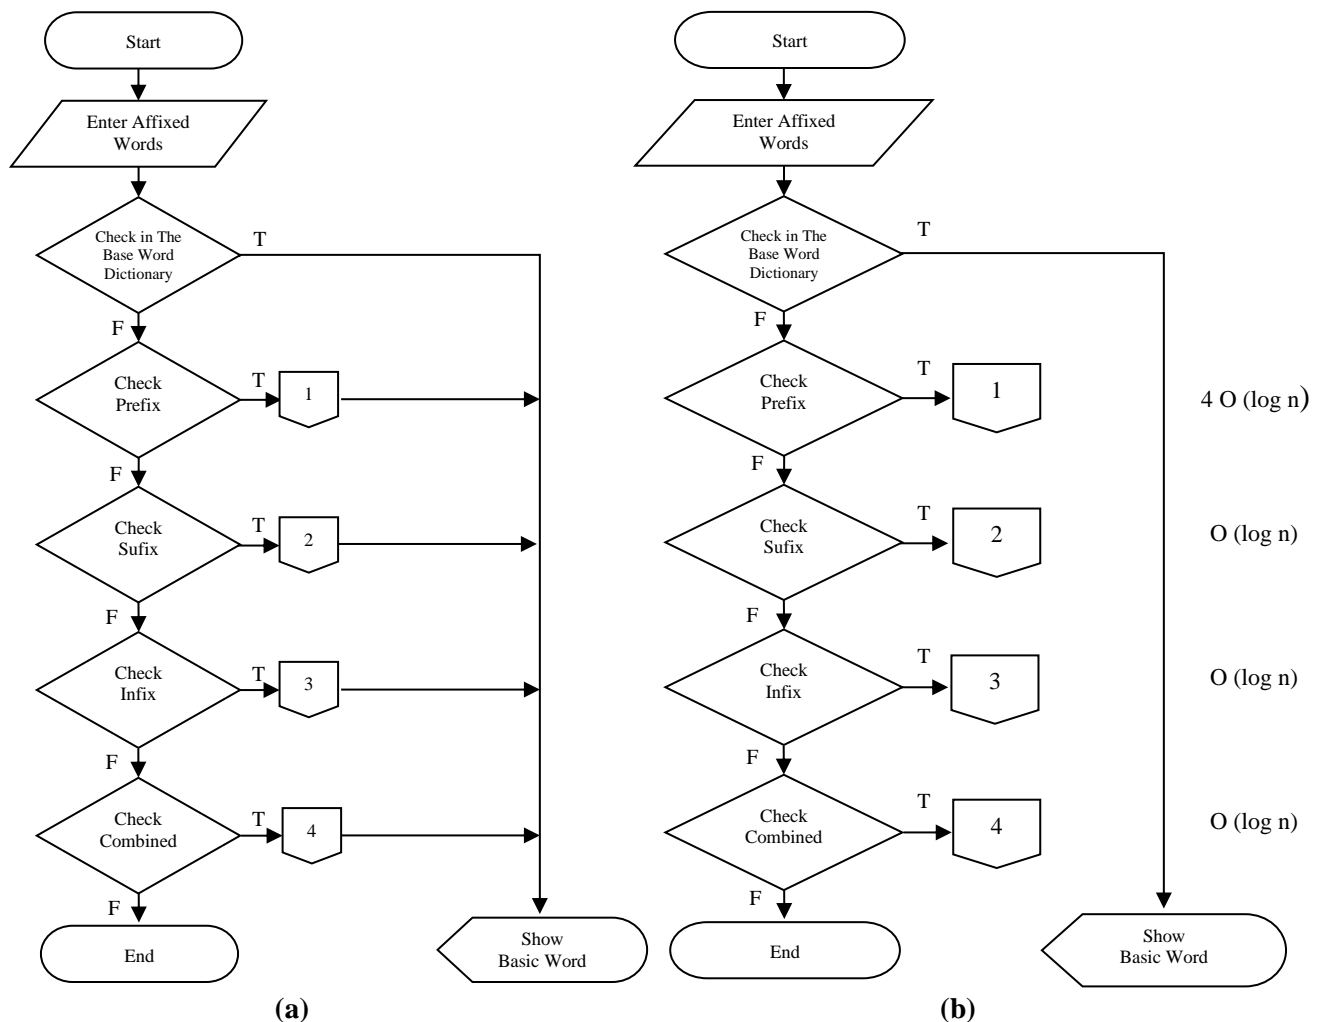 Start
Enter Affixed
Words
Check in The
Base Word
Dictionary
T
F
Check
Prefix
T
1
F
Check
Sufix
T
2
F
Check
Infix
T
3
F
Check
Combined
T
4
F
End
Show
Basic Word
(a)
Start
Enter Affixed
Words
Check in The
Base Word
Dictionary
T
F
Check
Prefix
T
1
4 O (log n)
F
Check
Sufix
T
2
O (log n)
F
Check
Infix
T
3
O (log n)
F
Check
Combined
T
4
O (log n)
F
End
Show
Basic Word
(b)